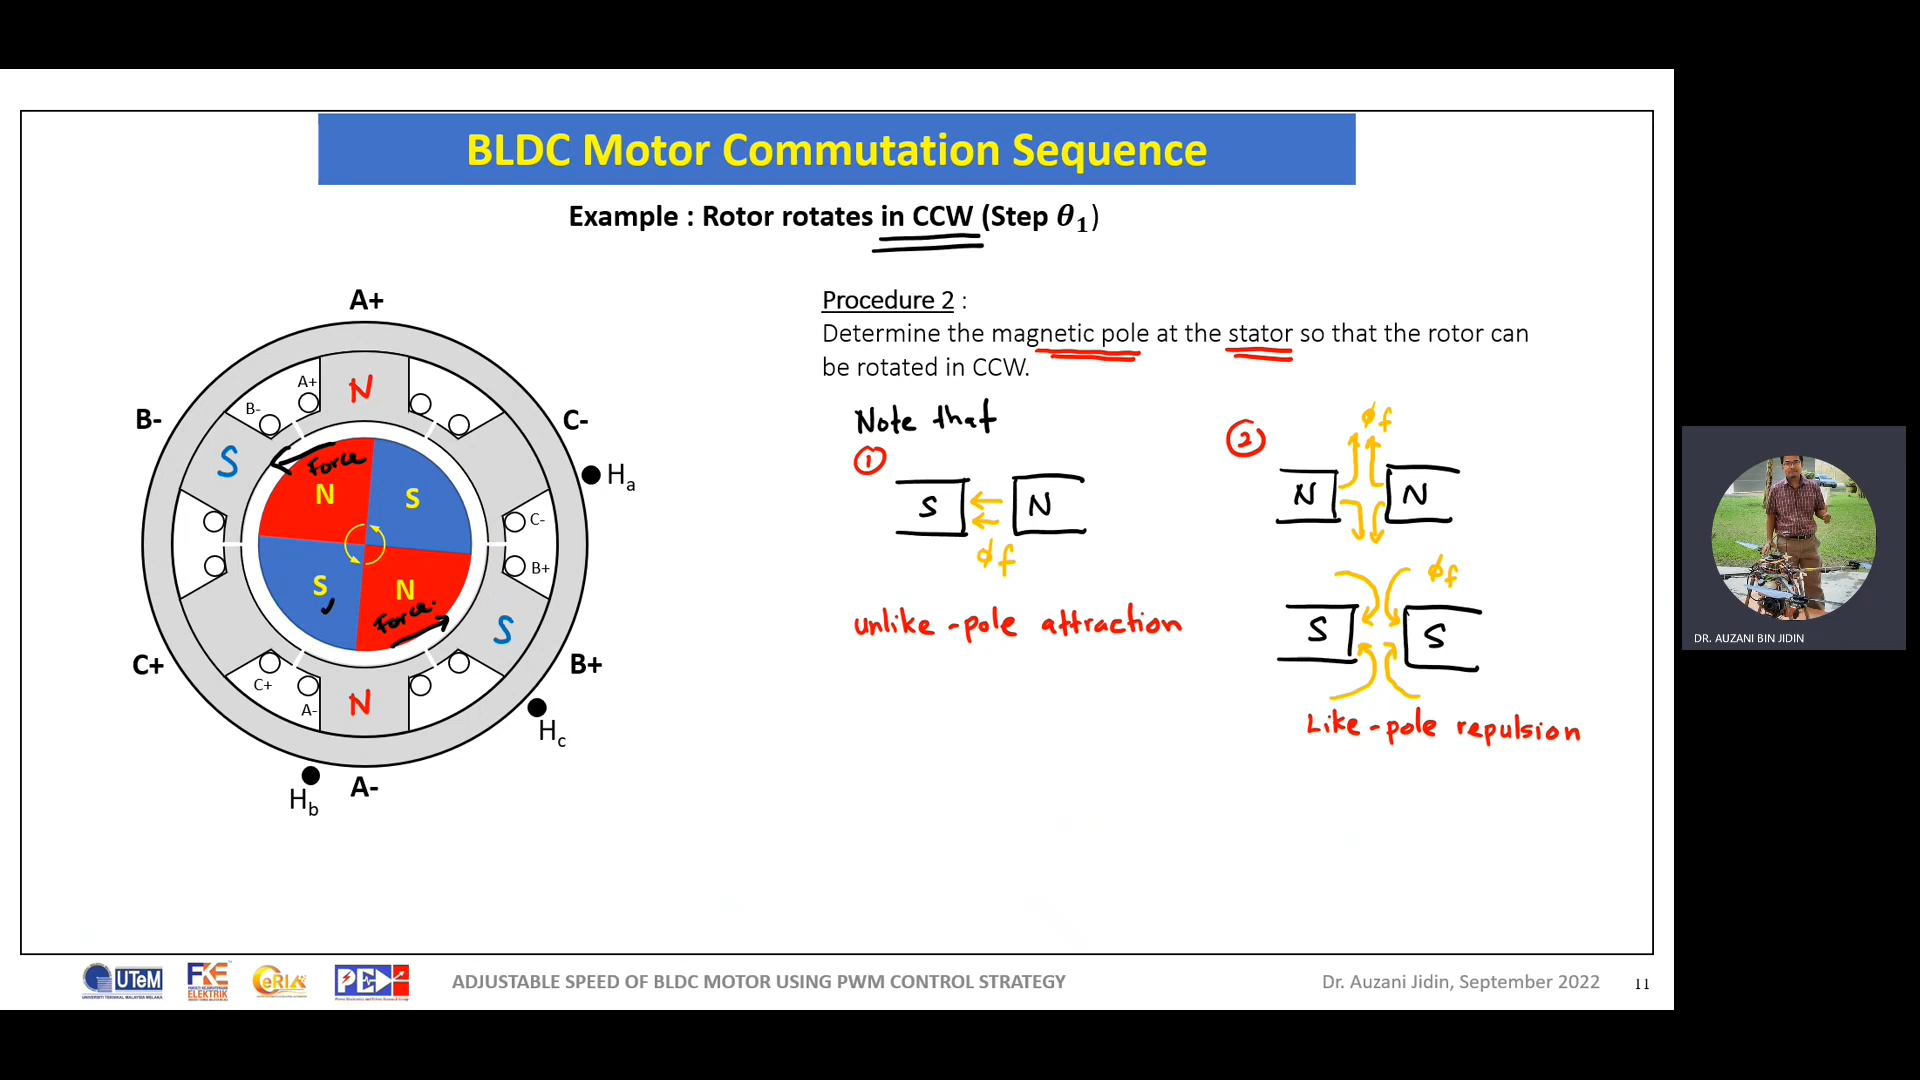 BLDC Motor Commutation Sequence
Example : Rotor rotates in CCW (Step θ₁)
A+
B-
C-
Hₐ
C+
B+
H_c
H_b
A-
A+
B-
C-
B+
C+
A-
N
S
S
N
Force
N
S
S
N
Force.
Procedure 2 :
Determine the magnetic pole at the stator so that the rotor can
be rotated in CCW.
Note that
1
S N
φf
unlike-pole attraction
2
φf
N N
φf
S S
Like-pole repulsion
DR. AUZANI BIN JIDIN
UTeM
FKE
ELEKTRIK
CeRIA
ADJUSTABLE SPEED OF BLDC MOTOR USING PWM CONTROL STRATEGY
Dr. Auzani Jidin, September 2022
11